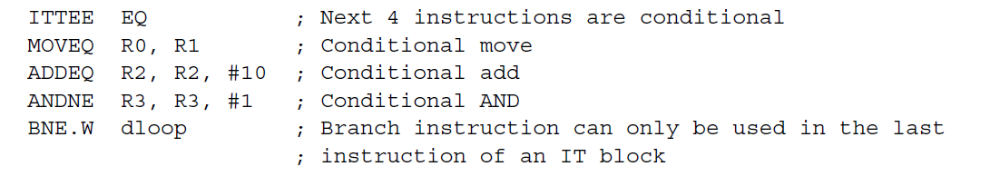 ITTEE  EQ           ; Next 4 instructions are conditional
MOVEQ  R0, R1       ; Conditional move
ADDEQ  R2, R2, #10  ; Conditional add
ANDNE  R3, R3, #1   ; Conditional AND
BNE.W  dloop        ; Branch instruction can only be used in the last
                    ; instruction of an IT block